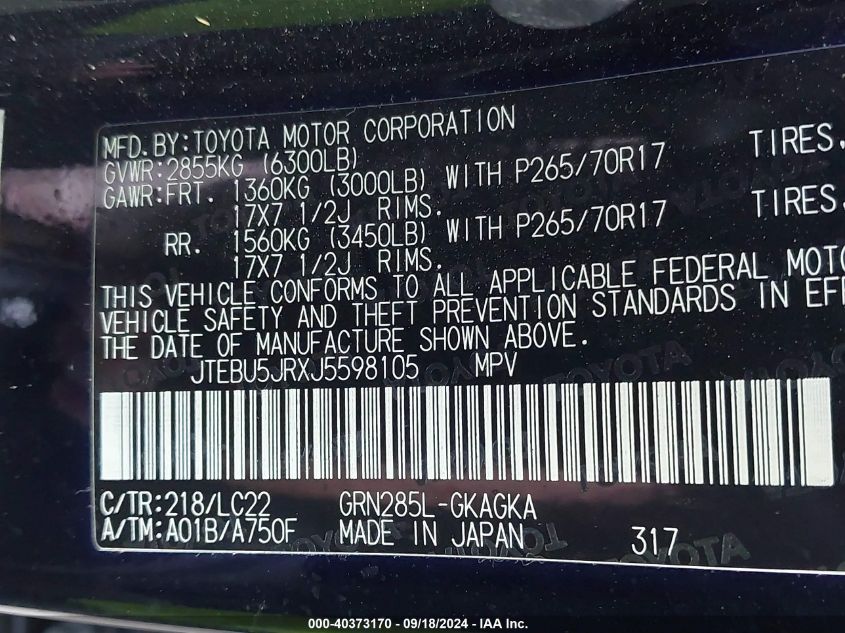 MFD.BY:TOYOTA MOTOR CORPORATION
GVWR:2855KG (6300LB)
GAWR:FRT. 1360KG (3000LB) WITH P265/70R17 TIRES,
17X7 1/2J RIMS.
RR. 1560KG (3450LB) WITH P265/70R17 TIRES,
17X7 1/2J RIMS.
THIS VEHICLE CONFORMS TO ALL APPLICABLE FEDERAL MOTO
VEHICLE SAFETY AND THEFT PREVENTION STANDARDS IN EFF
THE DATE OF MANUFACTURE SHOWN ABOVE.
JTEBU5JRXJ5598105 MPV
C/TR:218/LC22 GRN285L-GKAGKA
A/TM:A01B/A750F MADE IN JAPAN 317
000-40373170 - 09/18/2024 - IAA Inc.